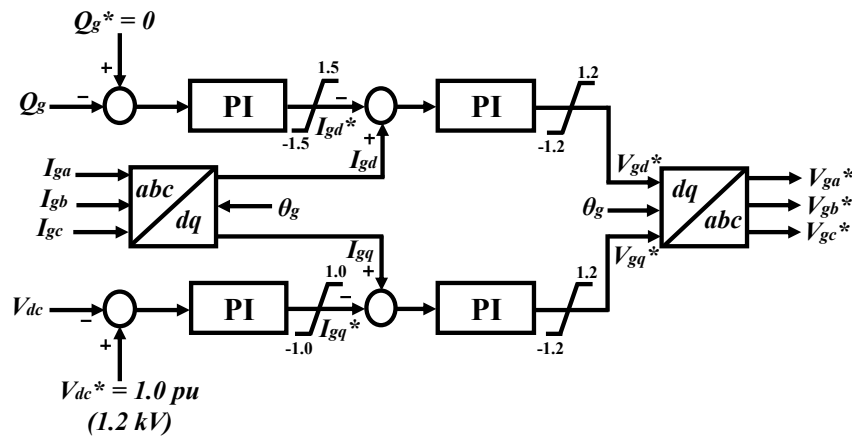 Qg* = 0
+
Qg
−
PI
1.5
-1.5
−
Igd*
+
Igd
PI
1.2
-1.2
Vgd*
Iga
Igb
Igc
abc
dq
θg
θg
dq
abc
Vga*
Vgb*
Vgc*
Igq
+
Vgq*
Vdc
−
+
PI
1.0
-1.0
−
Igq*
PI
1.2
-1.2
Vdc* = 1.0 pu
(1.2 kV)